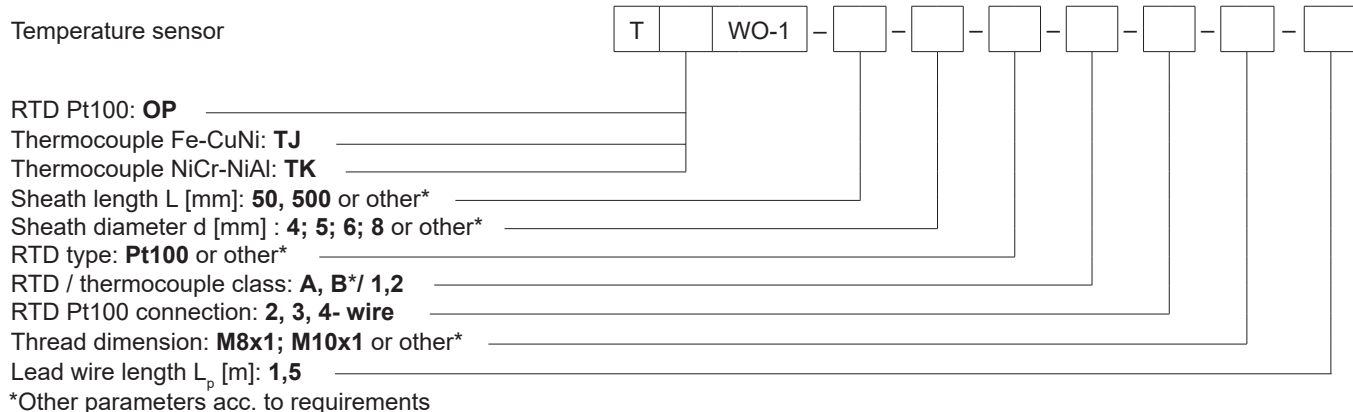 Temperature sensor T WO-1 – – – – – – –
RTD Pt100: OP
Thermocouple Fe-CuNi: TJ
Thermocouple NiCr-NiAl: TK
Sheath length L [mm]: 50, 500 or other*
Sheath diameter d [mm] : 4; 5; 6; 8 or other*
RTD type: Pt100 or other*
RTD / thermocouple class: A, B*/ 1,2
RTD Pt100 connection: 2, 3, 4- wire
Thread dimension: M8x1; M10x1 or other*
Lead wire length Lp [m]: 1,5
*Other parameters acc. to requirements